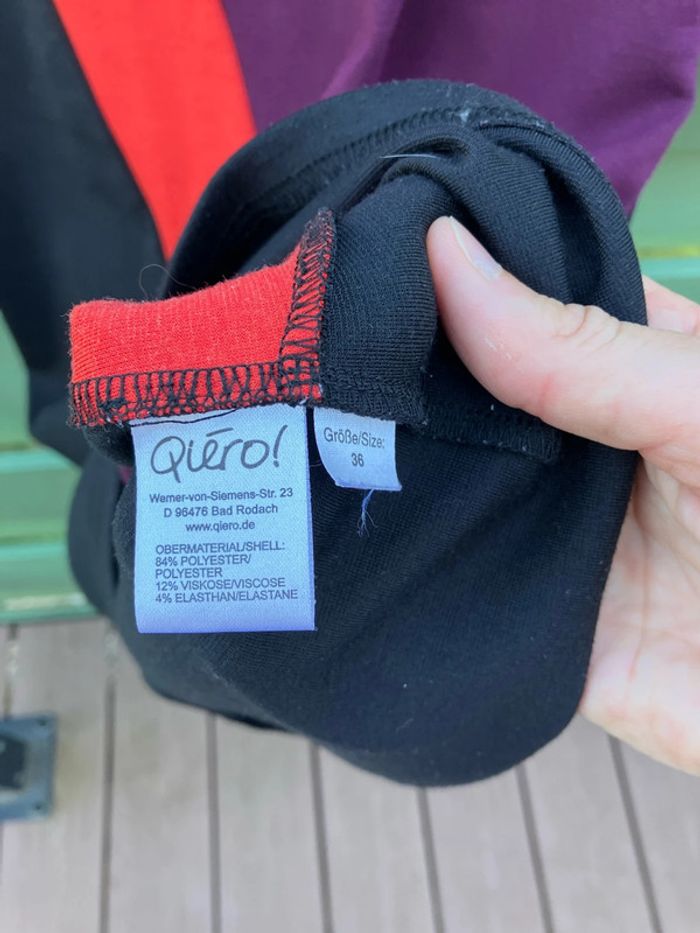 Qiéro!
Werner-von-Siemens-Str. 23
D 96476 Bad Rodach
www.qiero.de
OBERMATERIAL/SHELL:
84% POLYESTER/
POLYESTER
12% VISKOSE/VISCOSE
4% ELASTHAN/ELASTANE
Größe/Size:
36